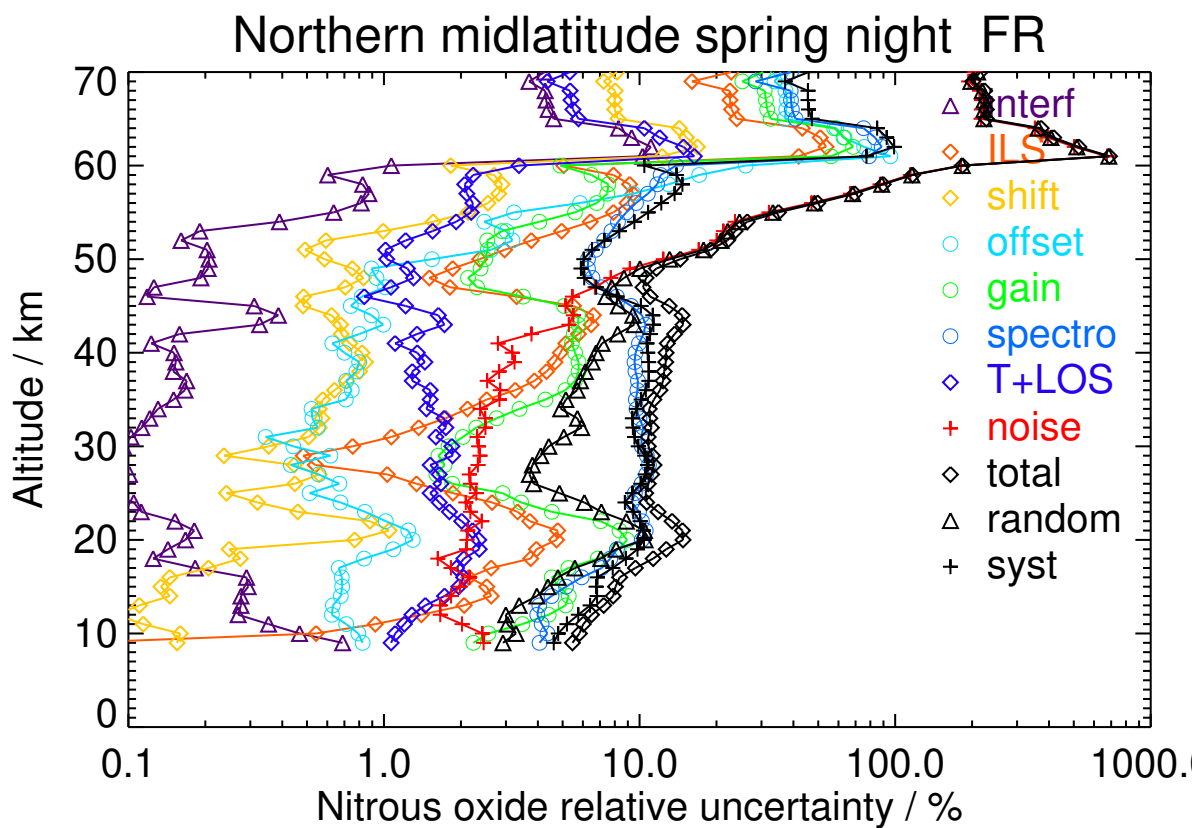 Northern midlatitude spring night FR
70
60
50
40
30
20
10
0
Altitude / km
interf
ILS
shift
offset
gain
spectro
T+LOS
noise
total
random
syst
0.1
1.0
10.0
100.0
1000.0
Nitrous oxide relative uncertainty / %